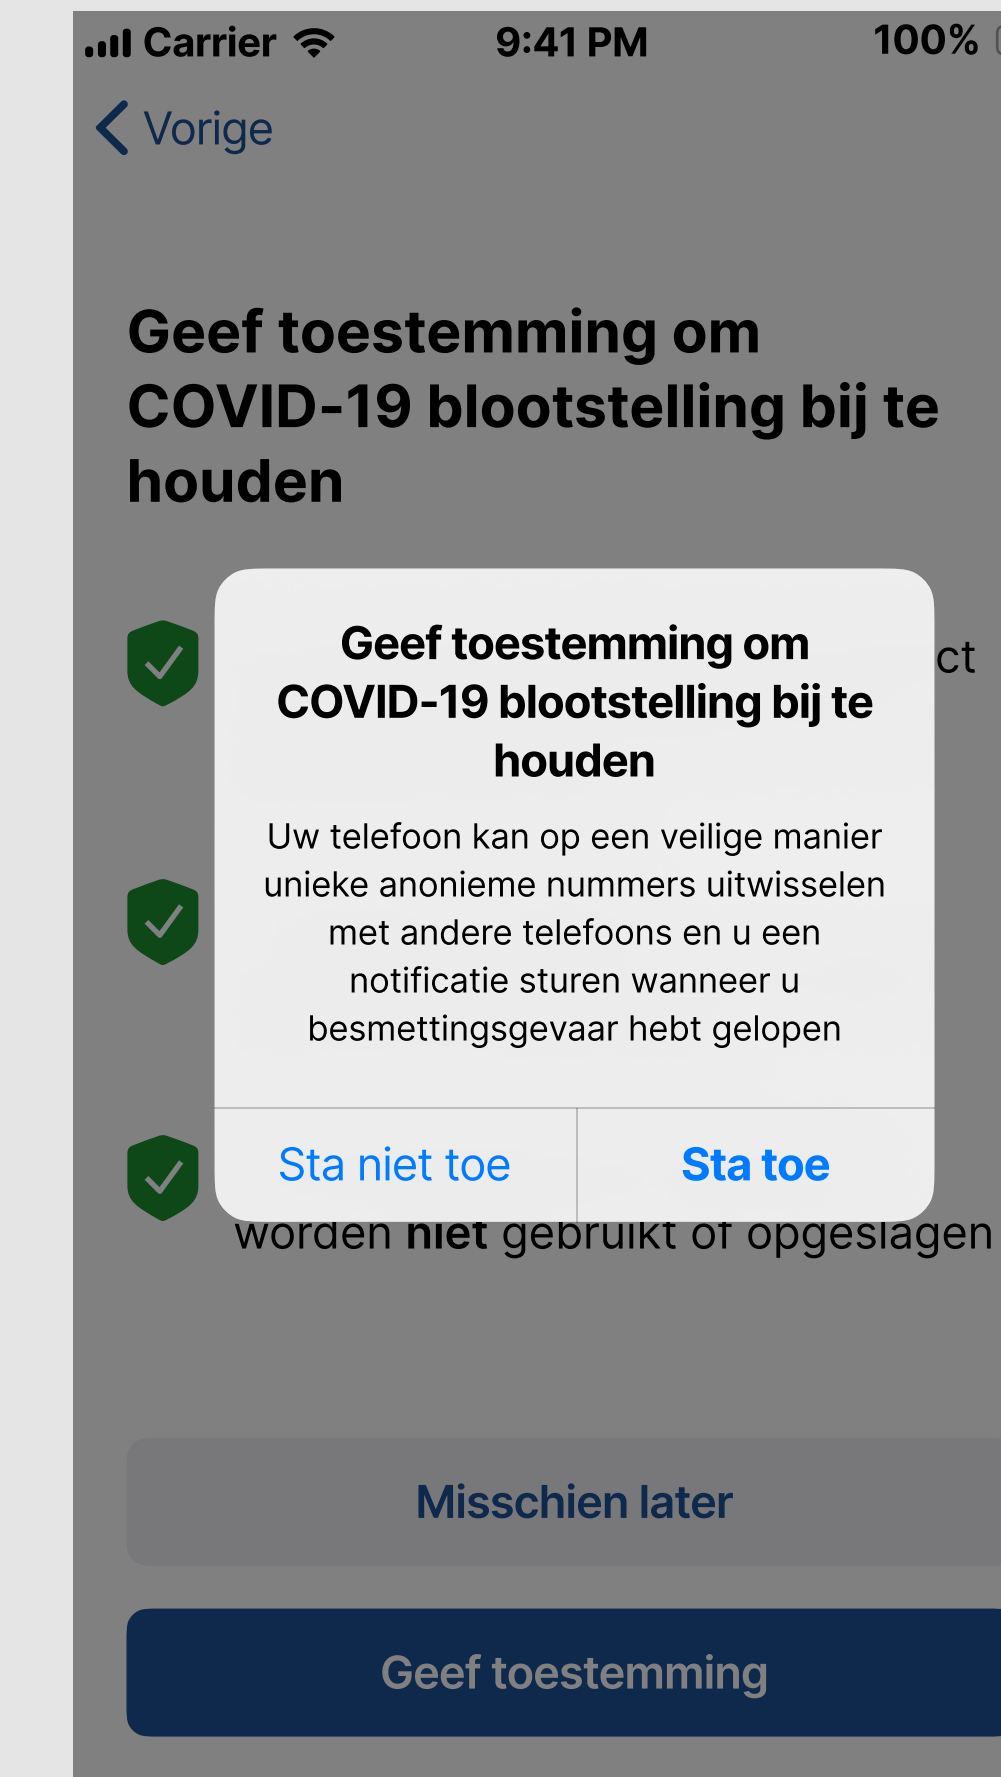 Carrier 9:41 PM 100%
Vorige
Geef toestemming om
COVID-19 blootstelling bij te
houden
Geef toestemming om
COVID-19 blootstelling bij te
houden
Uw telefoon kan op een veilige manier
unieke anonieme nummers uitwisselen
met andere telefoons en u een
notificatie sturen wanneer u
besmettingsgevaar hebt gelopen
Sta niet toe Sta toe
worden niet gebruikt of opgeslagen
Misschien later
Geef toestemming